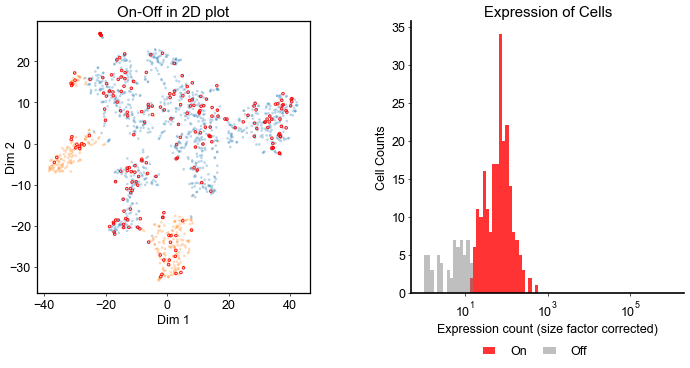 On-Off in 2D plot
20
10
0
−10
−20
−30
Dim 2
−40
−20
0
20
40
Dim 1
Expression of Cells
35
30
25
20
15
10
5
0
Cell Counts
10¹
10³
10⁵
Expression count (size factor corrected)
On
Off